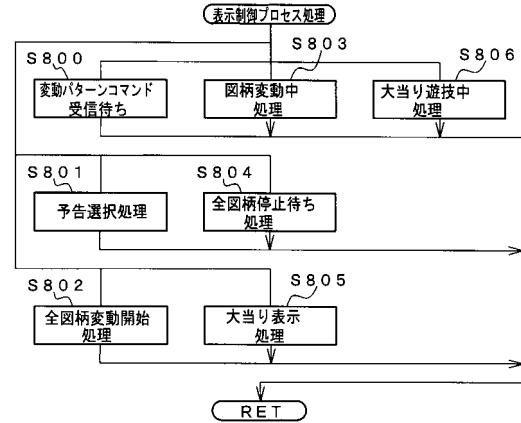 表示制御プロセス処理
S800
変動パターンコマンド
受信待ち
S803
図柄変動中
処理
S806
大当り遊技中
処理
S801
予告選択処理
S804
全図柄停止待ち
処理
S802
全図柄変動開始
処理
S805
大当り表示
処理
RET